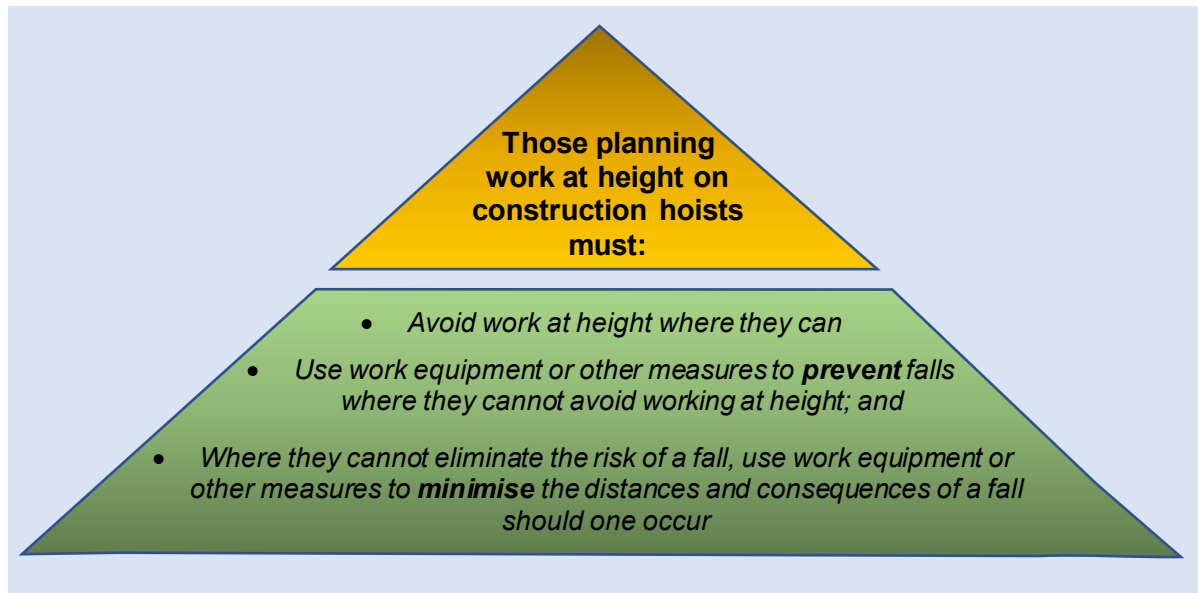 Those planning
work at height on
construction hoists
must:
• Avoid work at height where they can
• Use work equipment or other measures to prevent falls
where they cannot avoid working at height; and
• Where they cannot eliminate the risk of a fall, use work equipment or
other measures to minimise the distances and consequences of a fall
should one occur